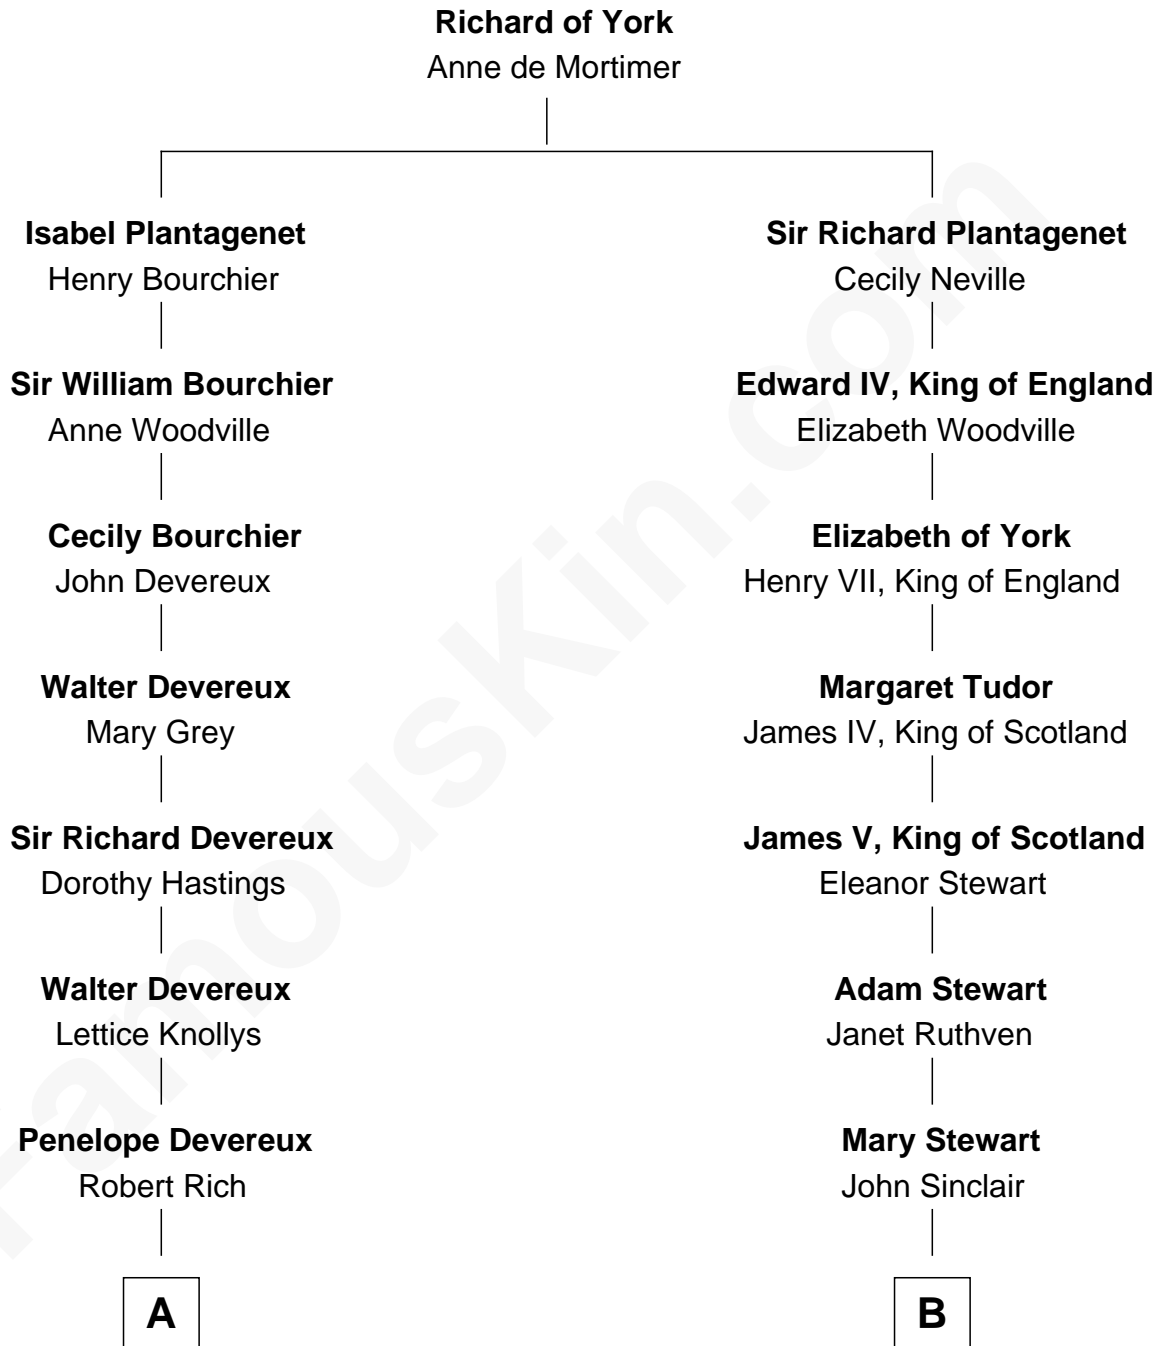 Richard of York
Anne de Mortimer
Isabel Plantagenet
Henry Bourchier
Sir William Bourchier
Anne Woodville
Cecily Bourchier
John Devereux
Walter Devereux
Mary Grey
Sir Richard Devereux
Dorothy Hastings
Walter Devereux
Lettice Knollys
Penelope Devereux
Robert Rich
A
Sir Richard Plantagenet
Cecily Neville
Edward IV, King of England
Elizabeth Woodville
Elizabeth of York
Henry VII, King of England
Margaret Tudor
James IV, King of Scotland
James V, King of Scotland
Eleanor Stewart
Adam Stewart
Janet Ruthven
Mary Stewart
John Sinclair
B
FamousKin.com